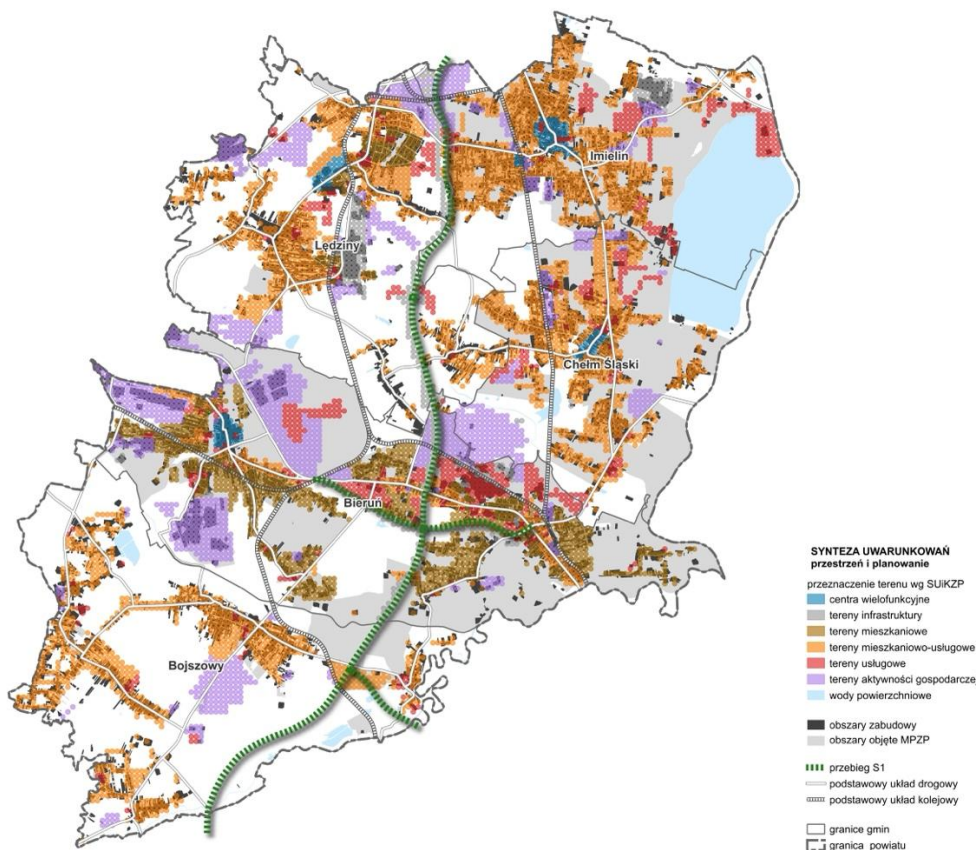 Imielin
Lędziny
Chełm Śląski
Bieruń
Bojszowy
SYNTEZA UWARUNKOWAŃ
przestrzeń i planowanie
przeznaczenie terenu wg SUiKZP
centra wielofunkcyjne
tereny infrastruktury
tereny mieszkaniowe
tereny mieszkaniowo-usługowe
tereny usługowe
tereny aktywności gospodarcze
wody powierzchniowe
obszary zabudowy
obszary objęte MPZP
przebieg S1
podstawowy układ drogowy
podstawowy układ kolejowy
granice gmin
granica powiatu